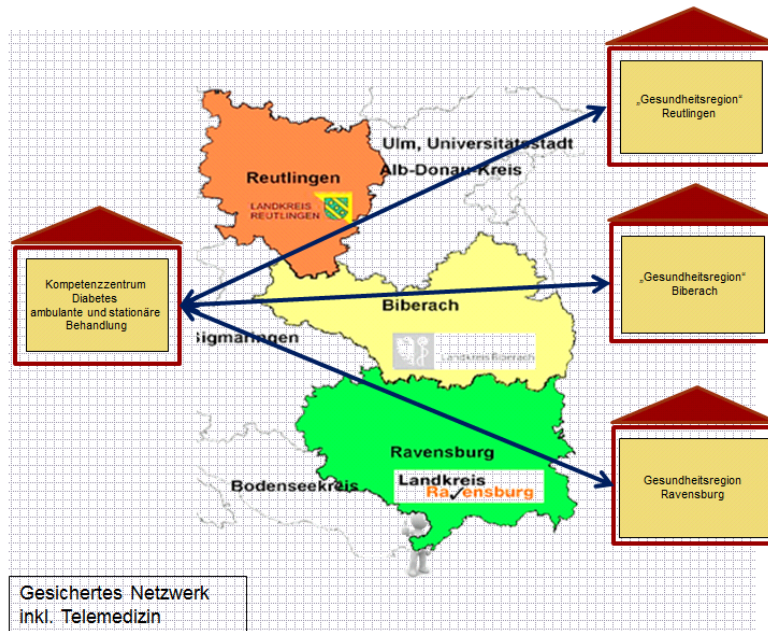 „Gesundheitsregion"
Reutlingen
Ulm, Universitätsstadt
Alb-Donau-Kreis
Reutlingen
LANDKREIS
REUTLINGEN
Kompetenzzentrum
Diabetes
ambulante und stationäre
Behandlung
„Gesundheitsregion"
Biberach
Biberach
Sigmaringen
Landkreis Biberach
Ravensburg
Landkreis
Ravensburg
Bodenseekreis
Gesundheitsregion
Ravensburg
Gesichertes Netzwerk
inkl. Telemedizin